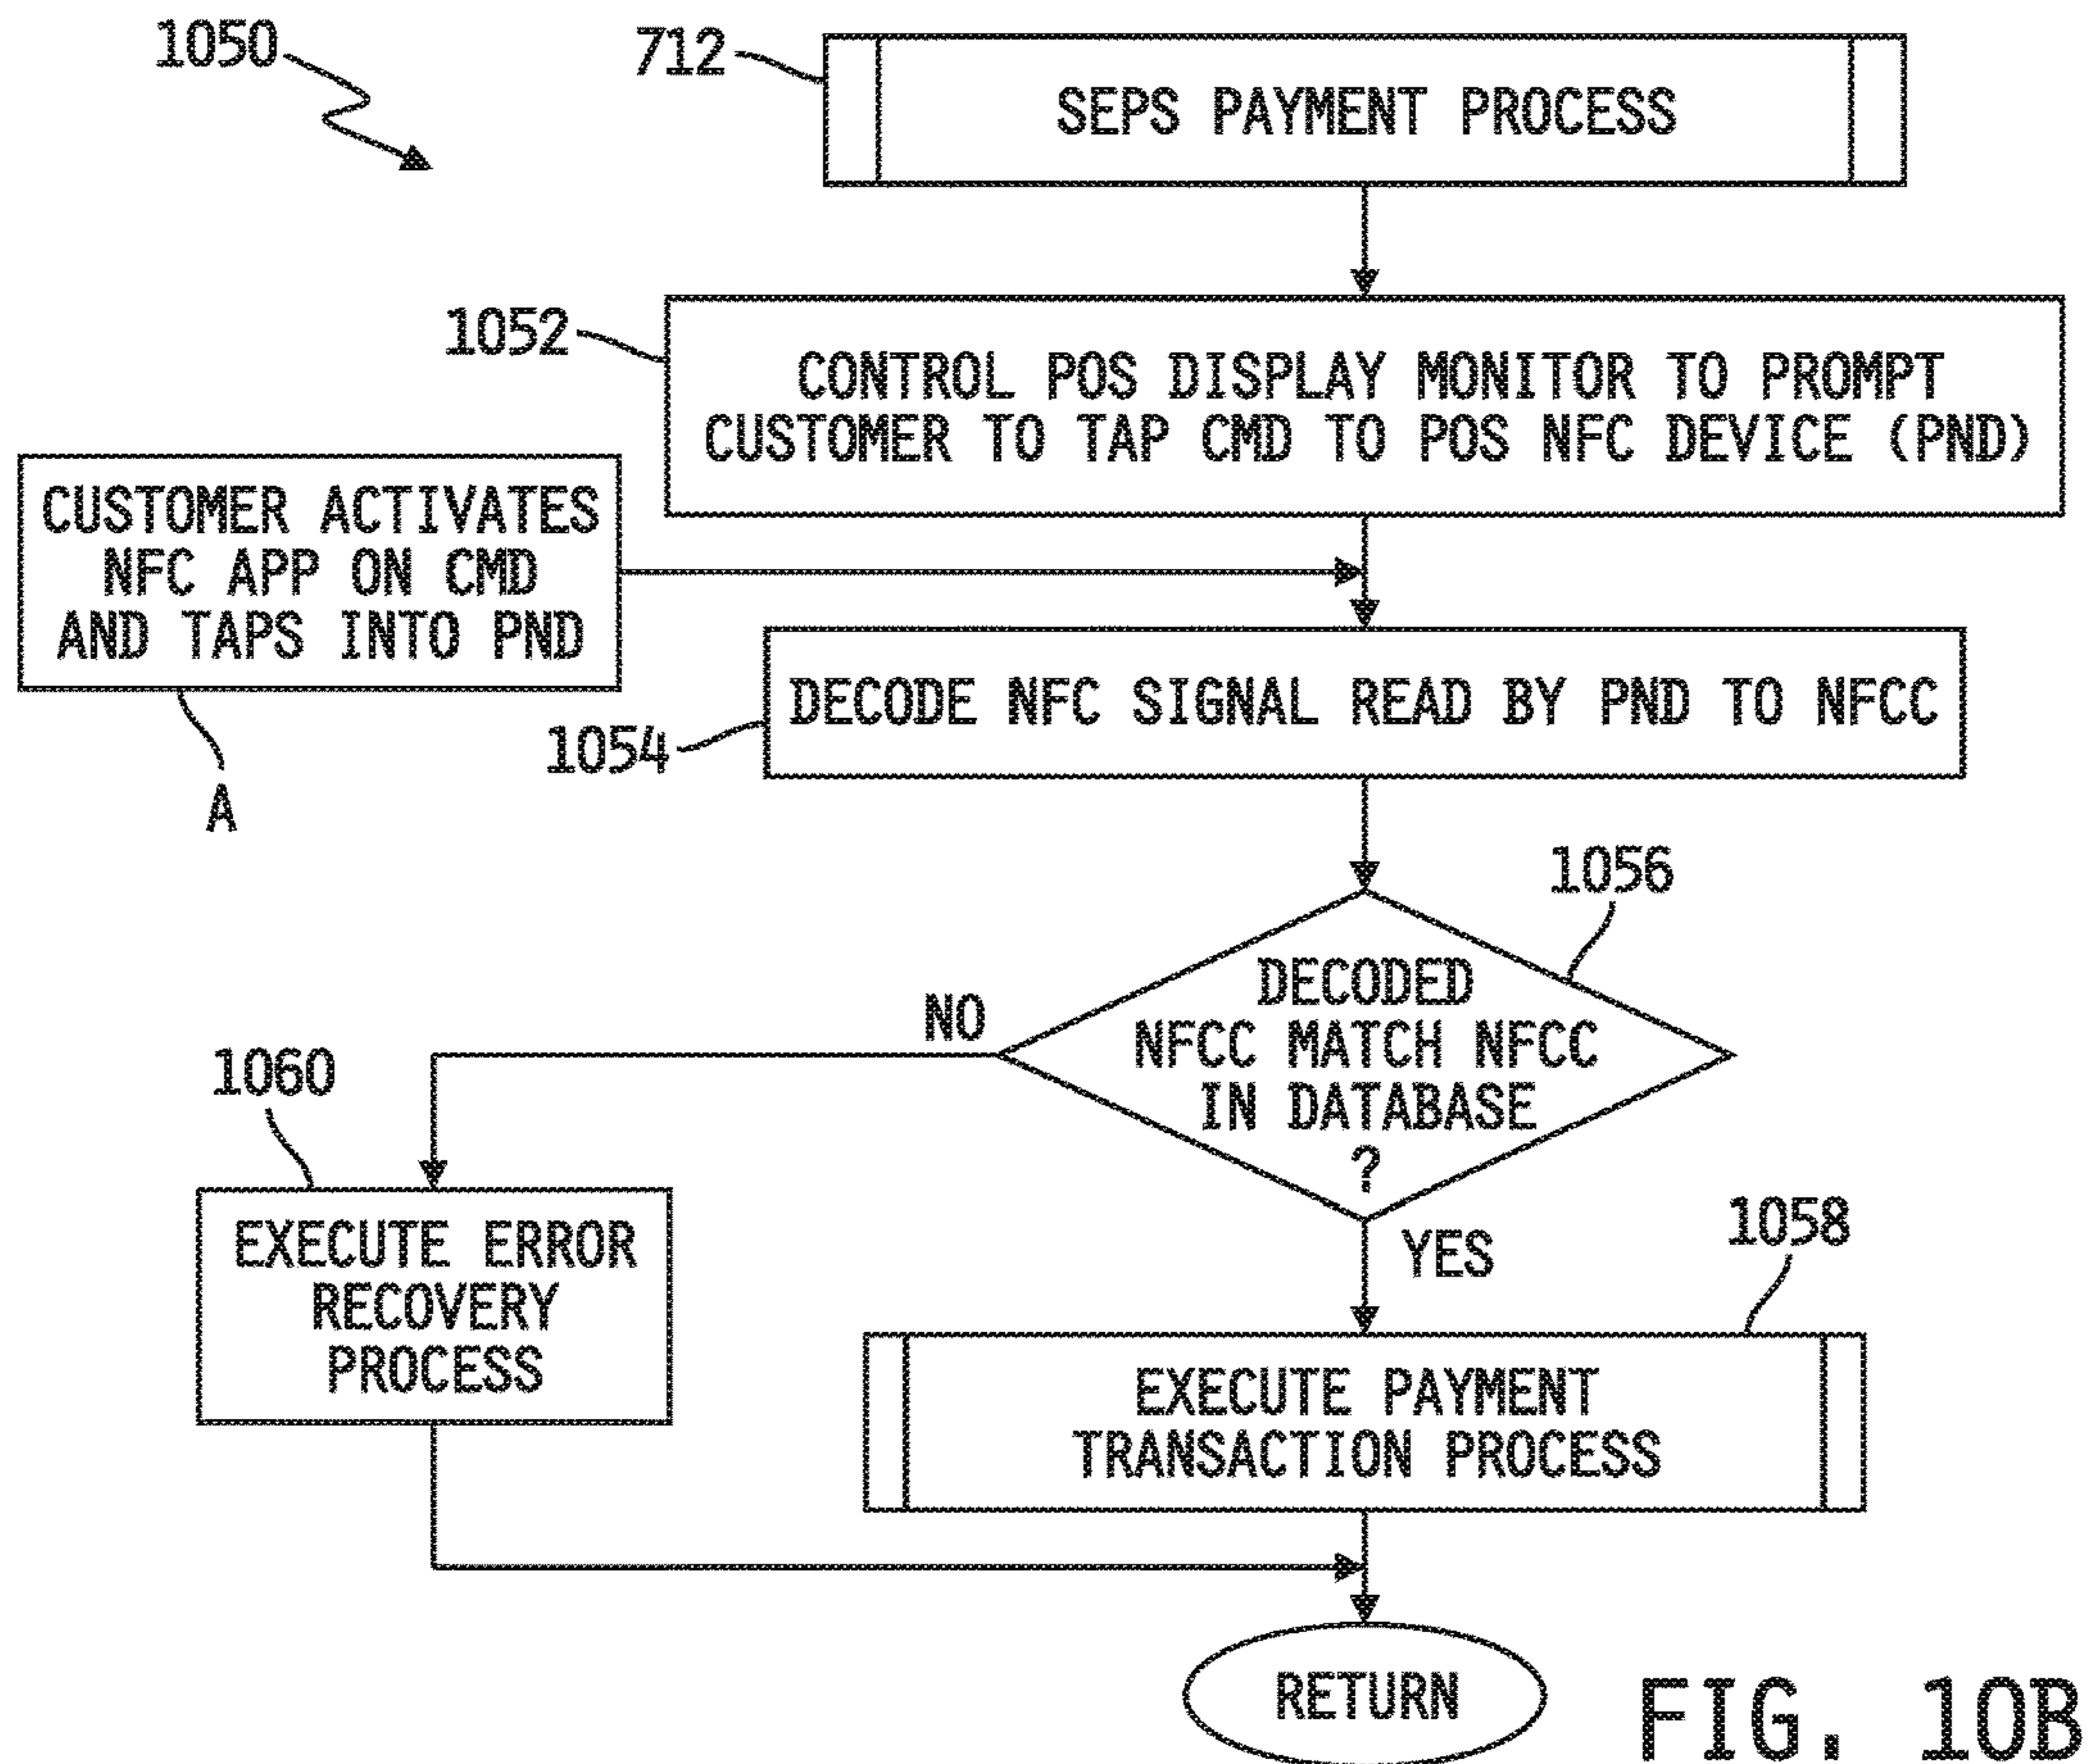 1050
712
SEPS PAYMENT PROCESS
1052
CONTROL POS DISPLAY MONITOR TO PROMPT
CUSTOMER TO TAP CMD TO POS NFC DEVICE (PND)
CUSTOMER ACTIVATES
NFC APP ON CMD
AND TAPS INTO PND
A
1054
DECODE NFC SIGNAL READ BY PND TO NFCC
1056
DECODED
NFCC MATCH NFCC
IN DATABASE
?
NO
YES
1060
EXECUTE ERROR
RECOVERY
PROCESS
1058
EXECUTE PAYMENT
TRANSACTION PROCESS
RETURN
FIG. 10B